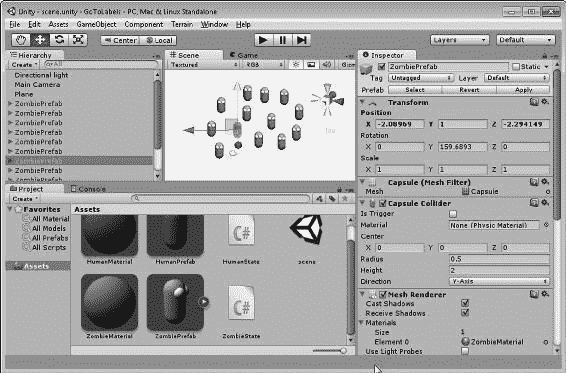 Unity - scene.unity - GoToLabels - PC, Mac & Linux Standalone
File Edit Assets GameObject Component Terrain Window Help
Center Local Layers Default
Hierarchy
Create All
Directional light
Main Camera
Plane
ZombiePrefab
ZombiePrefab
ZombiePrefab
ZombiePrefab
ZombiePrefab
ZombiePrefab
ZombiePrefab
ZombiePrefab
Scene Game
Textured RGB Gizm
Project Console
Create
Favorites
All Material
All Models
All Prefabs
All Scripts
Assets
Assets
HumanMaterial HumanPrefab HumanState scene
C#
C#
ZombieMaterial ZombiePrefab ZombieState
Inspector
ZombiePrefab Static
Tag Untagged Layer Default
Prefab Select Revert Apply
Transform
Position
X -2.08969 Y 1 Z -2.294149
Rotation
X 0 Y 159.6893 Z 0
Scale
X 1 Y 1 Z 1
Capsule (Mesh Filter)
Mesh Capsule
Capsule Collider
Is Trigger
Material None (Physic Material)
Center
X 0 Y 0 Z 0
Radius 0.5
Height 2
Direction Y-Axis
Mesh Renderer
Cast Shadows
Receive Shadows
Materials
Size 1
Element 0 ZombieMaterial
Use Light Probes